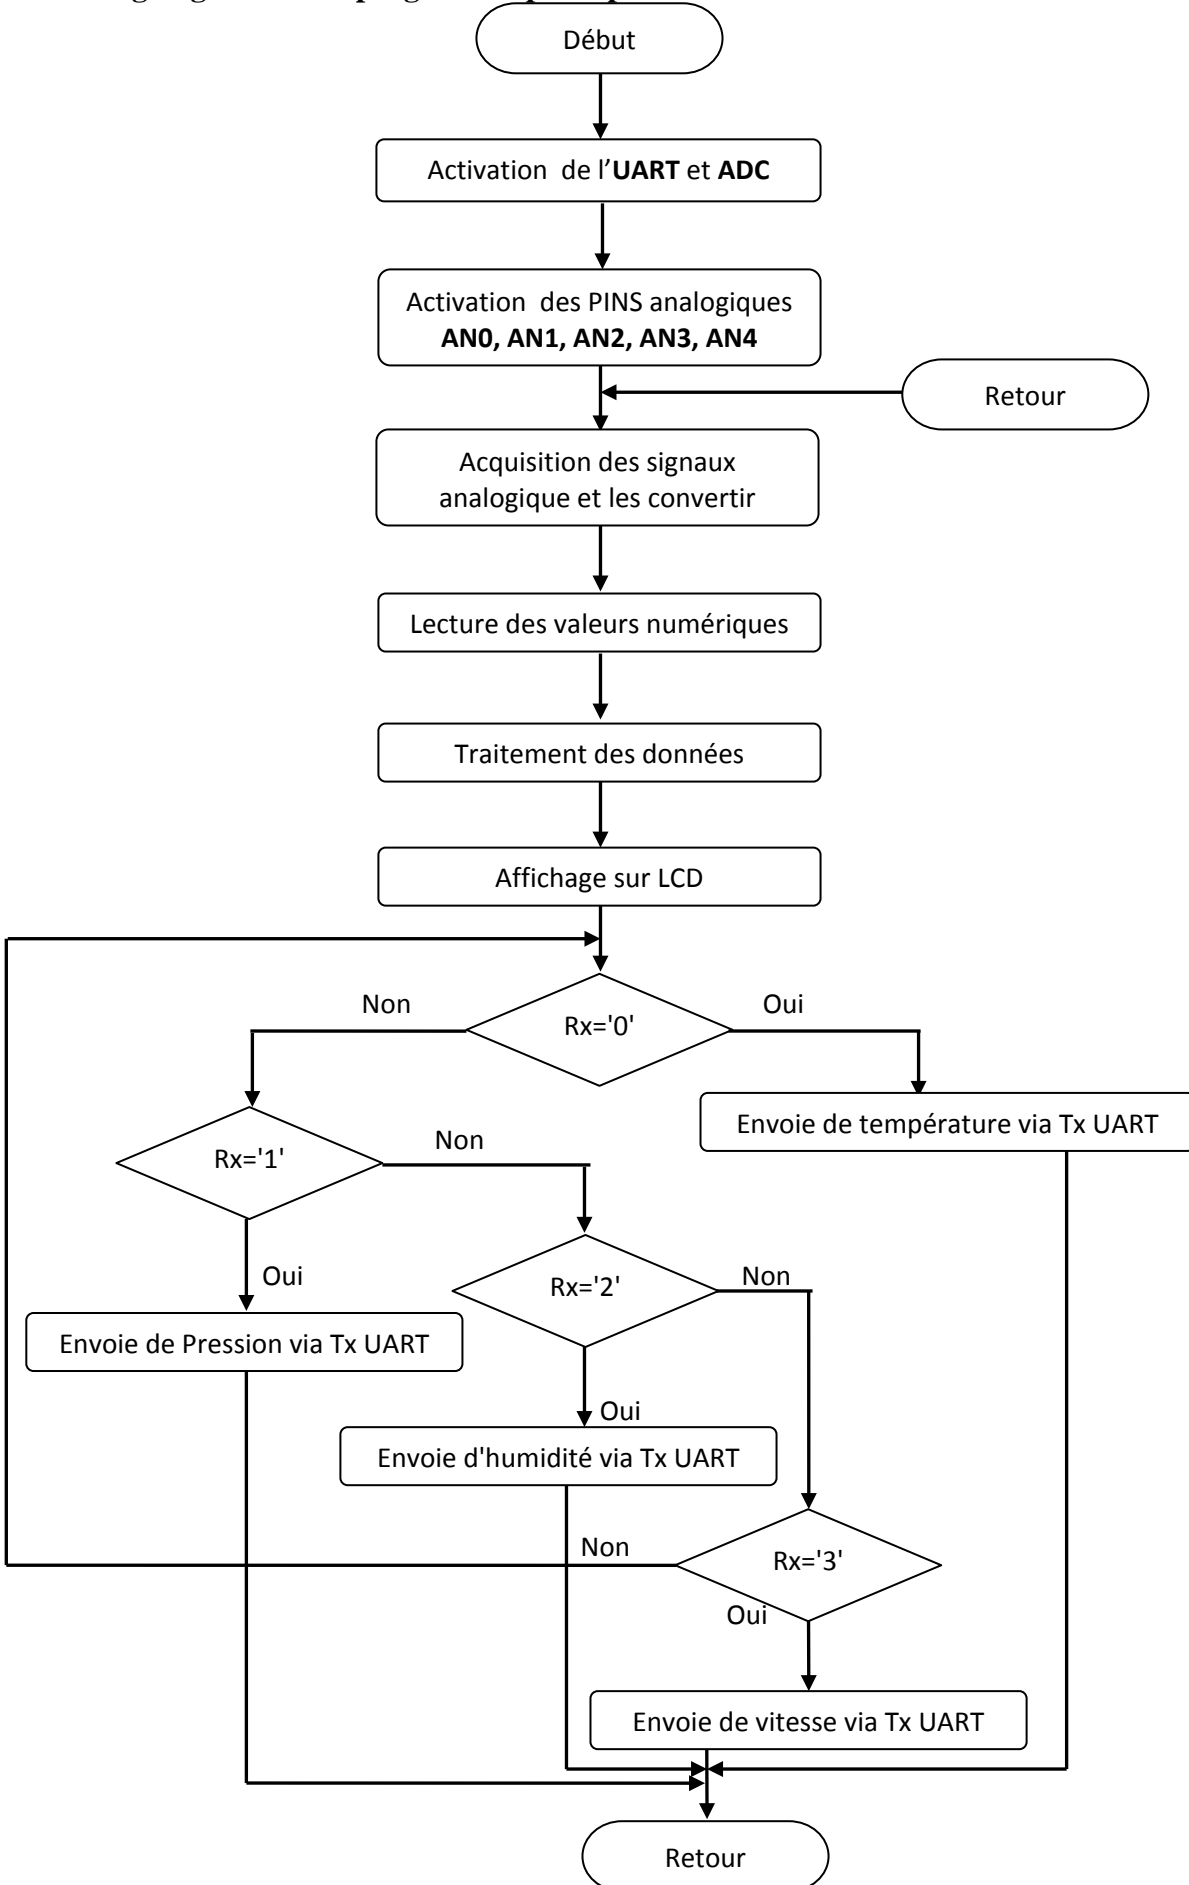 Début
Activation de l'UART et ADC
Activation des PINS analogiques
AN0, AN1, AN2, AN3, AN4
Retour
Acquisition des signaux
analogique et les convertir
Lecture des valeurs numériques
Traitement des données
Affichage sur LCD
Non
Oui
Rx='0'
Envoie de température via Tx UART
Non
Rx='1'
Oui
Rx='2'
Non
Envoie de Pression via Tx UART
Oui
Envoie d'humidité via Tx UART
Non
Rx='3'
Oui
Envoie de vitesse via Tx UART
Retour